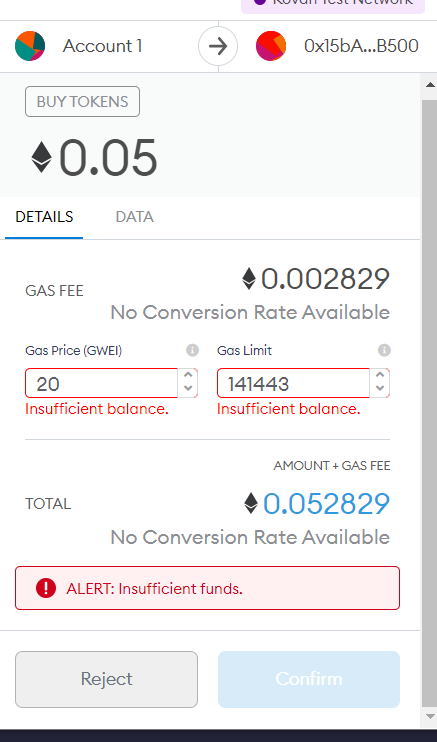 Kovan Test Network
Account 1
0x15bA...B500
BUY TOKENS
0.05
DETAILS
DATA
GAS FEE
0.002829
No Conversion Rate Available
Gas Price (GWEI)
Gas Limit
20
141443
Insufficient balance.
Insufficient balance.
AMOUNT + GAS FEE
TOTAL
0.052829
No Conversion Rate Available
ALERT: Insufficient funds.
Reject
Confirm